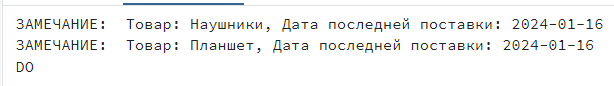 ЗАМЕЧАНИЕ:  Товар: Наушники, Дата последней поставки: 2024-01-16
ЗАМЕЧАНИЕ:  Товар: Планшет, Дата последней поставки: 2024-01-16
DO